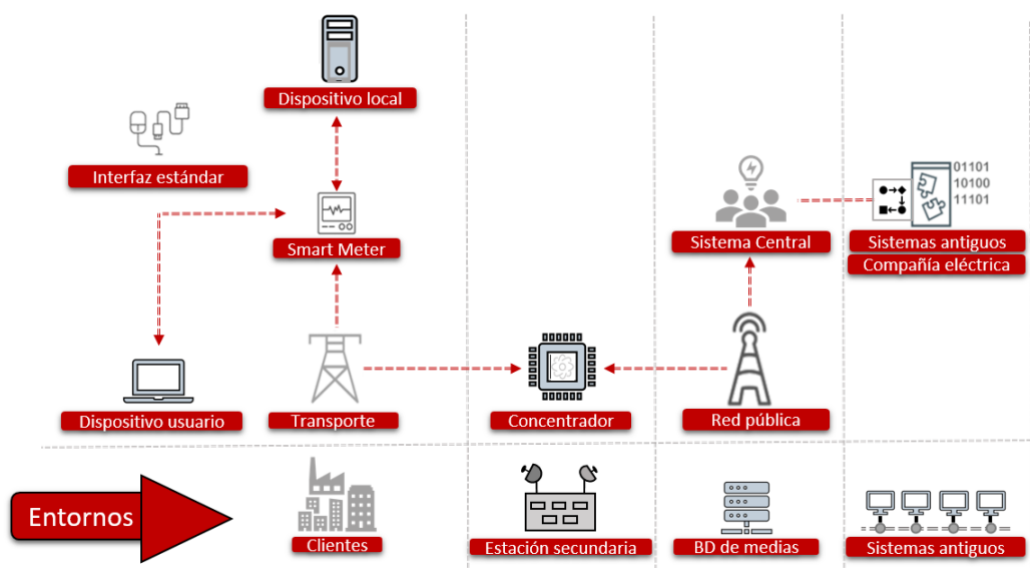 Dispositivo local
Interfaz estándar
01101
10100
11101
Smart Meter
Sistema Central
Sistemas antiguos
Compañía eléctrica
Dispositivo usuario
Transporte
Concentrador
Red pública
Entornos
Clientes
Estación secundaria
BD de medias
Sistemas antiguos